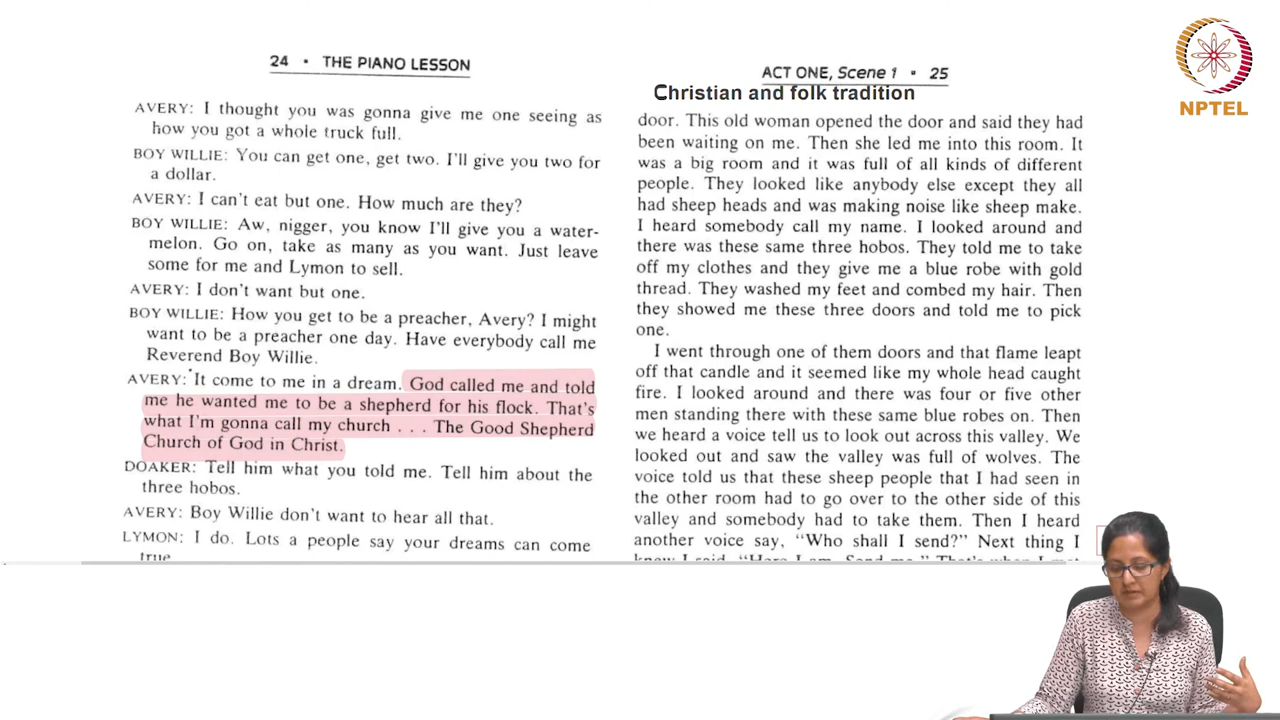 24 • THE PIANO LESSON
AVERY: I thought you was gonna give me one seeing as
how you got a whole truck full.
BOY WILLIE: You can get one, get two. I'll give you two for
a dollar.
AVERY: I can't eat but one. How much are they?
BOY WILLIE: Aw, nigger, you know I'll give you a water-
melon. Go on, take as many as you want. Just leave
some for me and Lymon to sell.
AVERY: I don't want but one.
BOY WILLIE: How you get to be a preacher, Avery? I might
want to be a preacher one day. Have everybody call me
Reverend Boy Willie.
AVERY: It come to me in a dream. God called me and told
me he wanted me to be a shepherd for his flock. That's
what I'm gonna call my church . . . The Good Shepherd
Church of God in Christ.
DOAKER: Tell him what you told me. Tell him about the
three hobos.
AVERY: Boy Willie don't want to hear all that.
LYMON: I do. Lots a people say your dreams can come
true.
ACT ONE, Scene 1 • 25
Christian and folk tradition
door. This old woman opened the door and said they had
been waiting on me. Then she led me into this room. It
was a big room and it was full of all kinds of different
people. They looked like anybody else except they all
had sheep heads and was making noise like sheep make.
I heard somebody call my name. I looked around and
there was these same three hobos. They told me to take
off my clothes and they give me a blue robe with gold
thread. They washed my feet and combed my hair. Then
they showed me these three doors and told me to pick
one.
I went through one of them doors and that flame leapt
off that candle and it seemed like my whole head caught
fire. I looked around and there was four or five other
men standing there with these same blue robes on. Then
we heard a voice tell us to look out across this valley. We
looked out and saw the valley was full of wolves. The
voice told us that these sheep people that I had seen in
the other room had to go over to the other side of this
valley and somebody had to take them. Then I heard
another voice say, “Who shall I send?” Next thing I
know I said, “Here I am. Send me.” That's when I met
NPTEL